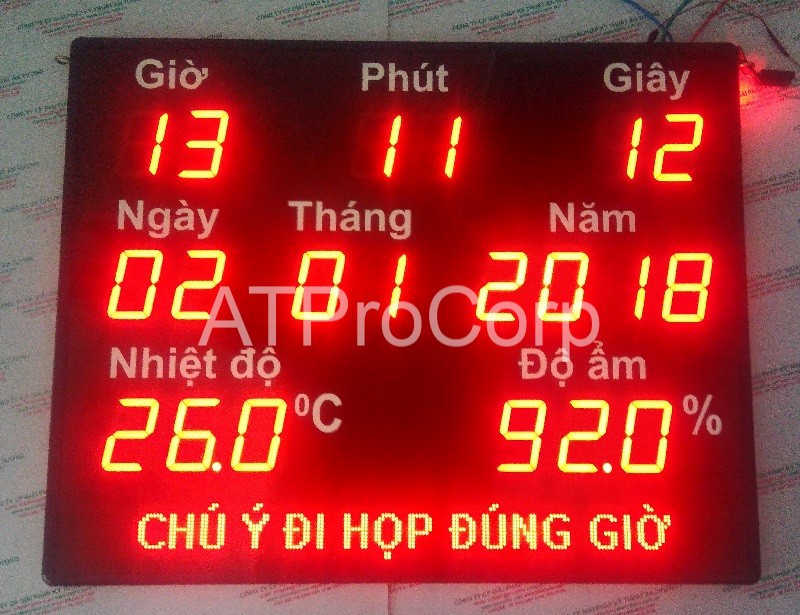 Giờ Phút Giây
13 11 12
Ngày Tháng Năm
02 01 2018
ATProCorp
Nhiệt độ Độ ẩm
26.0 ⁰C 92.0 %
CHÚ Ý ĐI HỌP ĐÚNG GIỜ